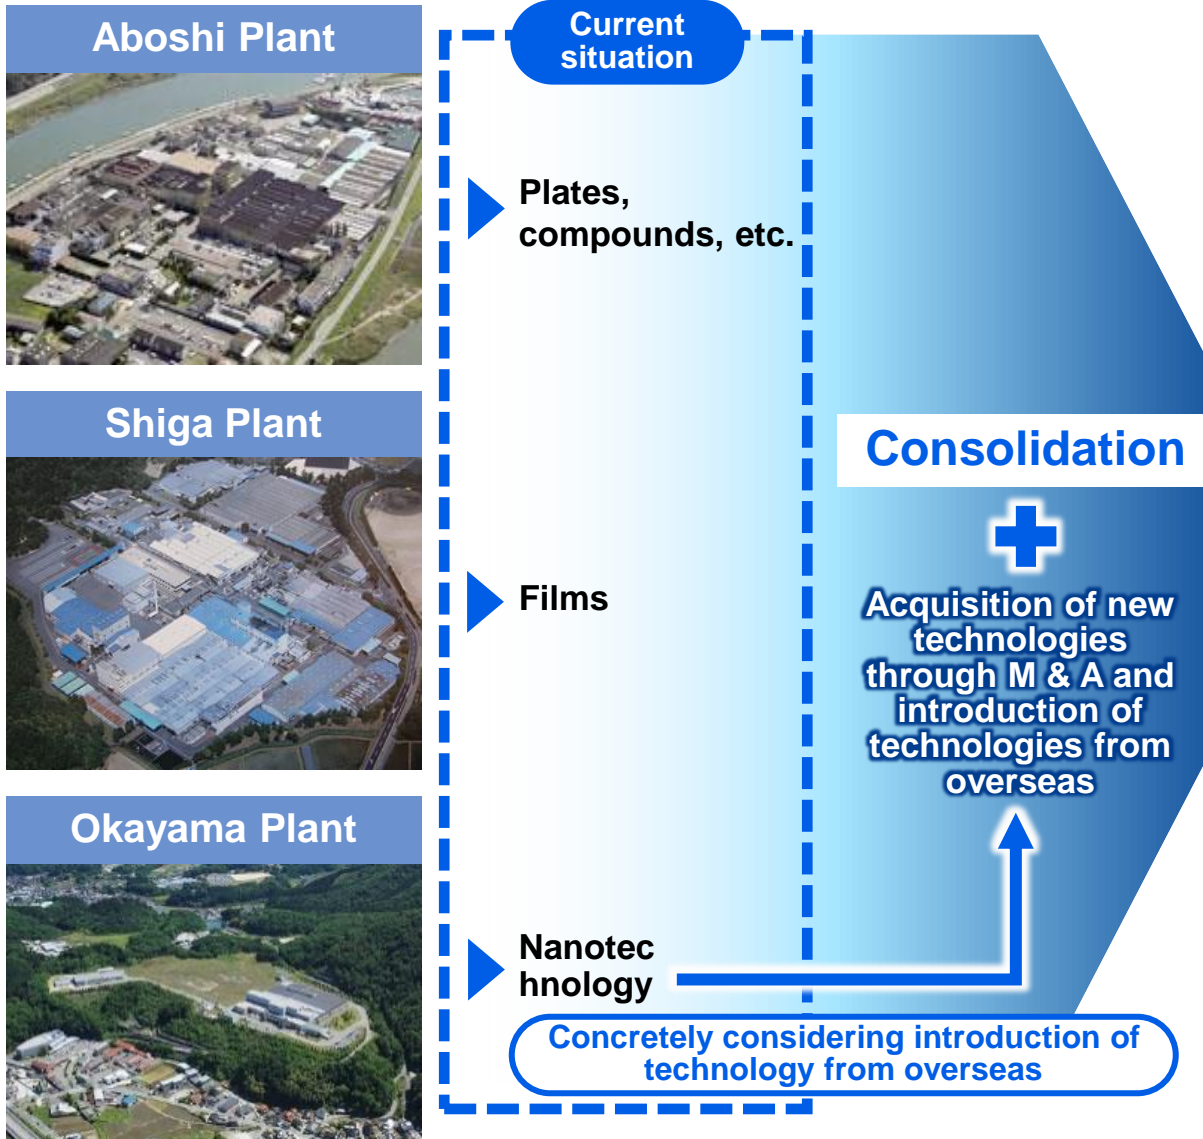 Aboshi Plant
Current
situation
Plates,
compounds, etc.
Shiga Plant
Films
Consolidation
Acquisition of new
technologies
through M & A and
introduction of
technologies from
overseas
Okayama Plant
Nanotec
hnology
Concretely considering introduction of
technology from overseas